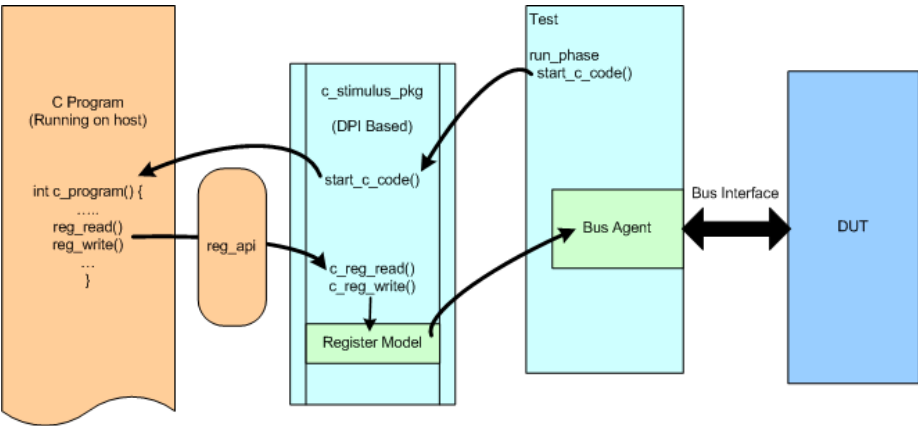 C Program
(Running on host)
int c_program() {
.....
reg_read()
reg_write()
...
}
reg_api
c_stimulus_pkg
(DPI Based)
start_c_code()
c_reg_read()
c_reg_write()
Register Model
Test
run_phase
start_c_code()
Bus Agent
Bus Interface
DUT